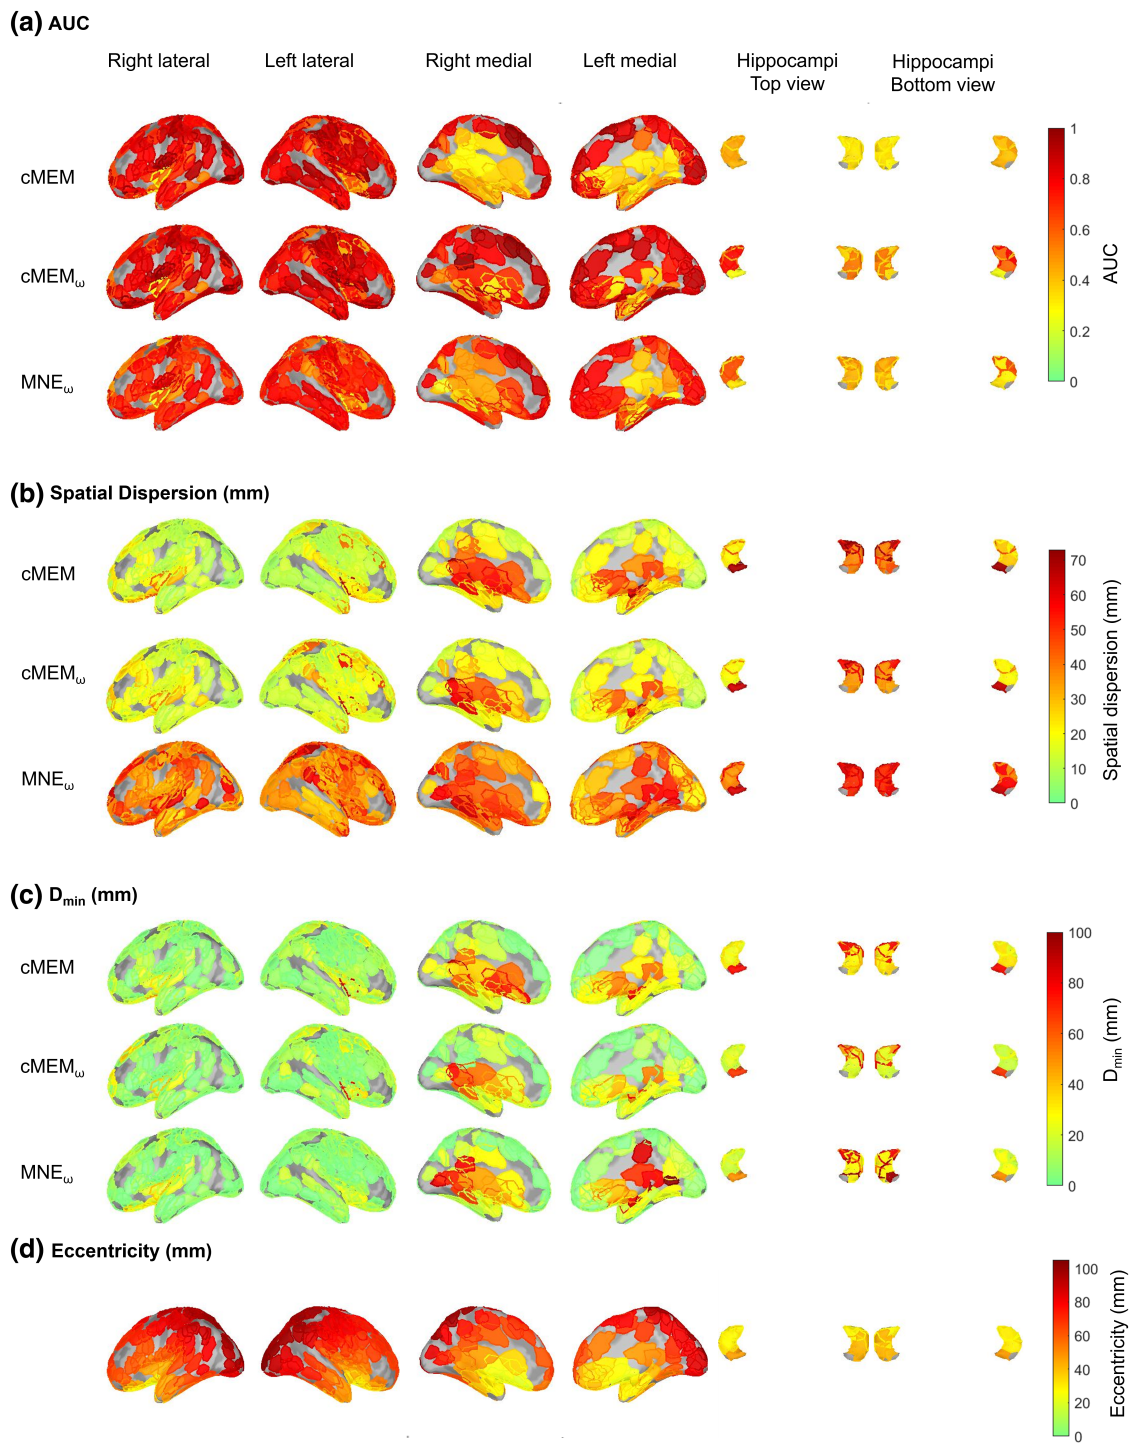 (a) AUC
Right lateral
Left lateral
Right medial
Left medial
Hippocampi
Top view
Hippocampi
Bottom view
cMEM
cMEMω
MNEω
1
0.8
0.6
0.4
0.2
0
AUC
(b) Spatial Dispersion (mm)
cMEM
cMEMω
MNEω
70
60
50
40
30
20
10
0
Spatial dispersion (mm)
(c) Dmin (mm)
cMEM
cMEMω
MNEω
100
80
60
40
20
0
Dmin (mm)
(d) Eccentricity (mm)
100
80
60
40
20
0
Eccentricity (mm)